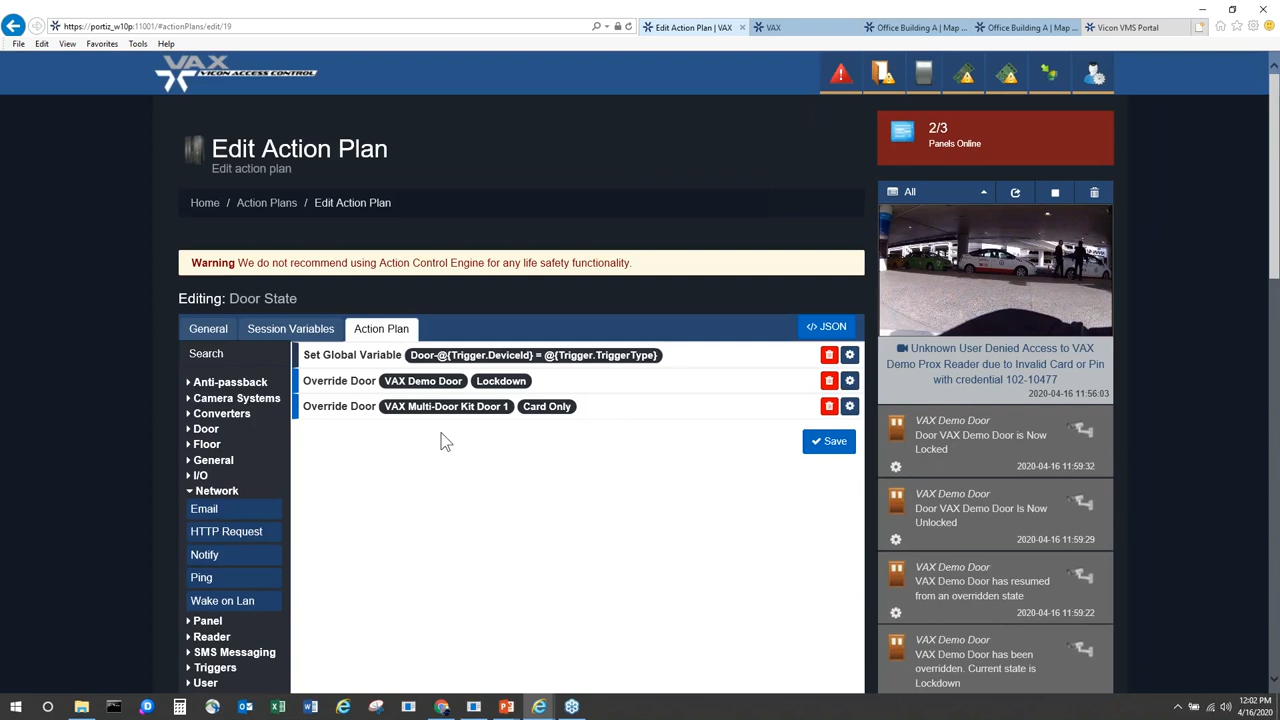 https://portiz_w10p:11001/#actionPlans/edit/19
Edit Action Plan | VAX
VAX
Office Building A | Map ...
Office Building A | Map ...
Vicon VMS Portal
File Edit View Favorites Tools Help
VAX
VICON ACCESS CONTROL
Edit Action Plan
Edit action plan
2/3
Panels Online
Home / Action Plans / Edit Action Plan
All
Warning We do not recommend using Action Control Engine for any life safety functionality.
Editing: Door State
General Session Variables Action Plan </> JSON
Search
Anti-passback
Camera Systems
Converters
Door
Floor
General
I/O
Network
Email
HTTP Request
Notify
Ping
Wake on Lan
Panel
Reader
SMS Messaging
Triggers
User
Set Global Variable Door-@{Trigger.DeviceId} = @{Trigger.TriggerType}
Override Door VAX Demo Door Lockdown
Override Door VAX Multi-Door Kit Door 1 Card Only
Save
Unknown User Denied Access to VAX
Demo Prox Reader due to Invalid Card or Pin
with credential 102-10477
2020-04-16 11:56:03
VAX Demo Door
Door VAX Demo Door is Now
Locked
2020-04-16 11:59:32
VAX Demo Door
Door VAX Demo Door Is Now
Unlocked
2020-04-16 11:59:29
VAX Demo Door
VAX Demo Door has resumed
from an overridden state
2020-04-16 11:59:22
VAX Demo Door
VAX Demo Door has been
overridden. Current state is
Lockdown
12:02 PM
4/16/2020